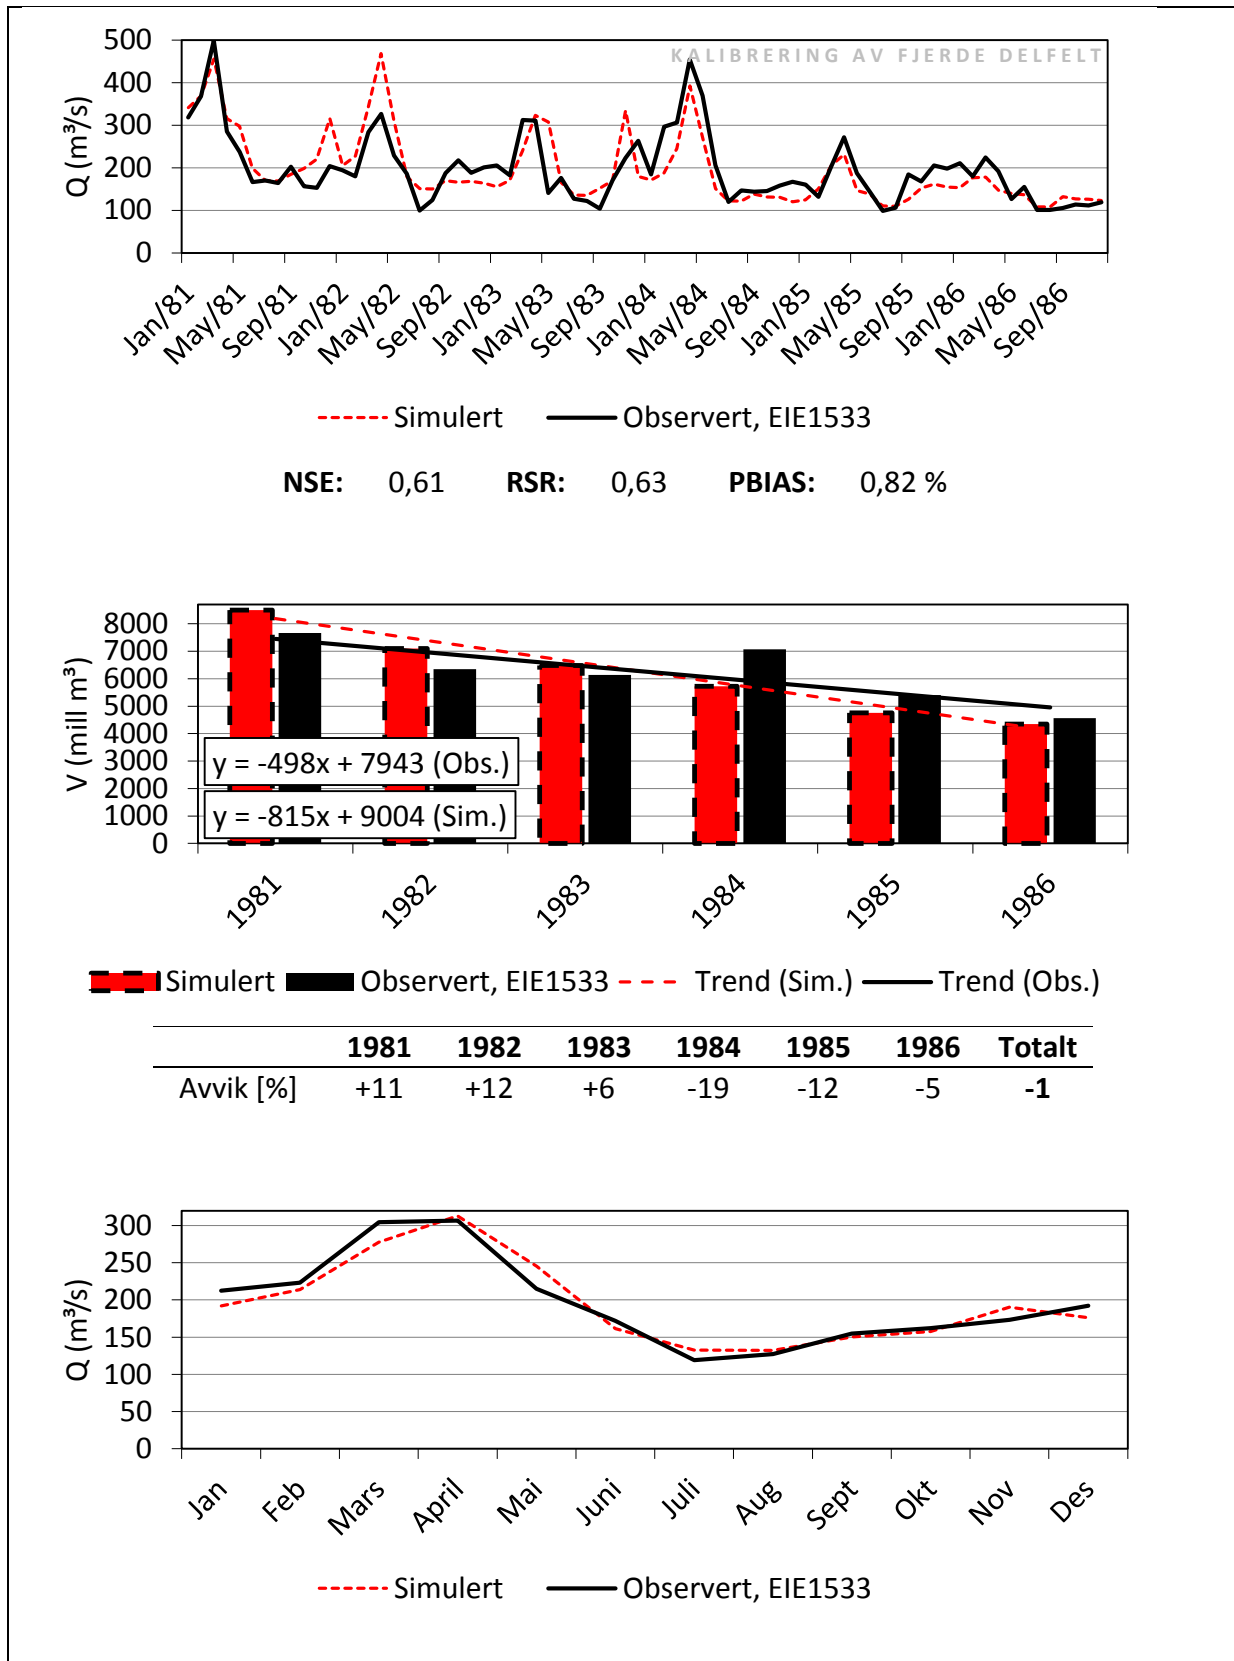 KALIBRERING AV FJERDE DELFELT
Q (m³/s)
500
400
300
200
100
0
Jan/81 May/81 Sep/81 Jan/82 May/82 Sep/82 Jan/83 May/83 Sep/83 Jan/84 May/84 Sep/84 Jan/85 May/85 Sep/85 Jan/86 May/86 Sep/86
Simulert Observert, EIE1533
NSE: 0,61 RSR: 0,63 PBIAS: 0,82 %
V (mill m³)
8000
7000
6000
5000
4000
3000
2000
1000
0
y = -498x + 7943 (Obs.)
y = -815x + 9004 (Sim.)
1981 1982 1983 1984 1985 1986
Simulert Observert, EIE1533 Trend (Sim.) Trend (Obs.)
1981 1982 1983 1984 1985 1986 Totalt
Avvik [%] +11 +12 +6 -19 -12 -5 -1
Q (m³/s)
300
250
200
150
100
50
0
Jan Feb Mars April Mai Juni Juli Aug Sept Okt Nov Des
Simulert Observert, EIE1533